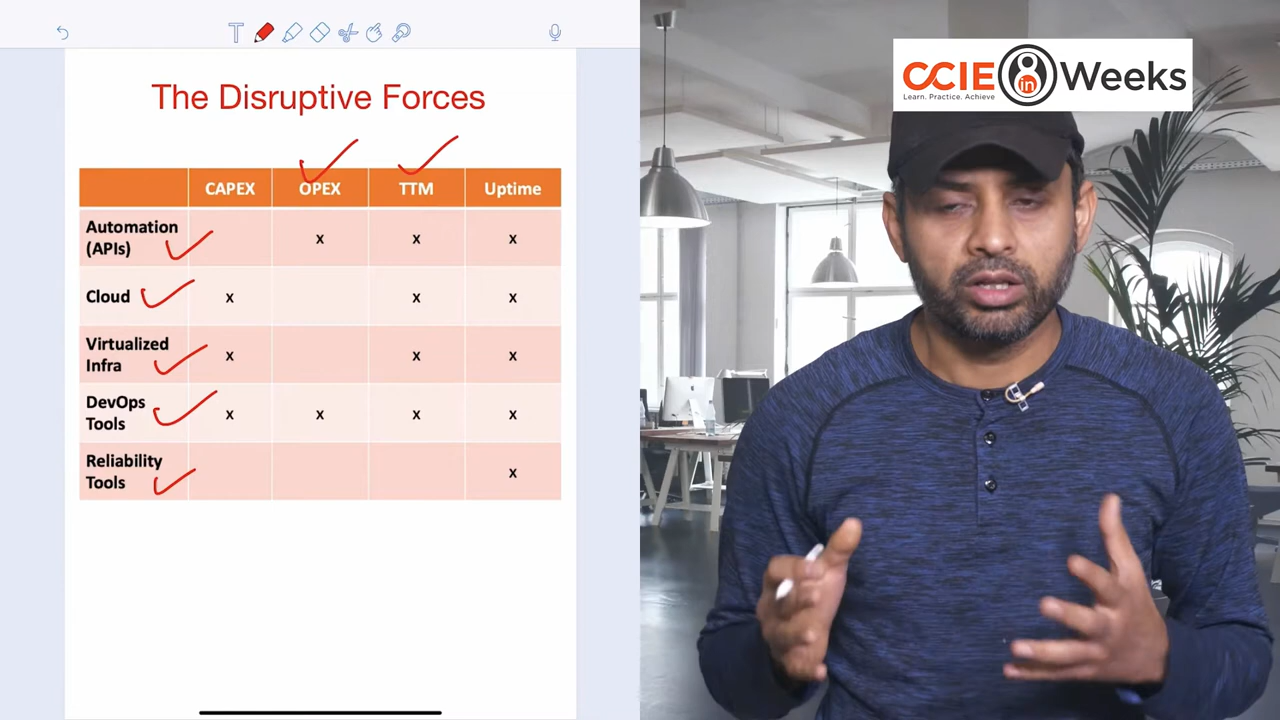 The Disruptive Forces
CAPEX OPEX TTM Uptime
Automation
(APIs)
x x x
Cloud
x x x
Virtualized
Infra
x x x
DevOps
Tools
x x x x
Reliability
Tools
x
CCIE 8 in Weeks
Learn. Practice. Achieve